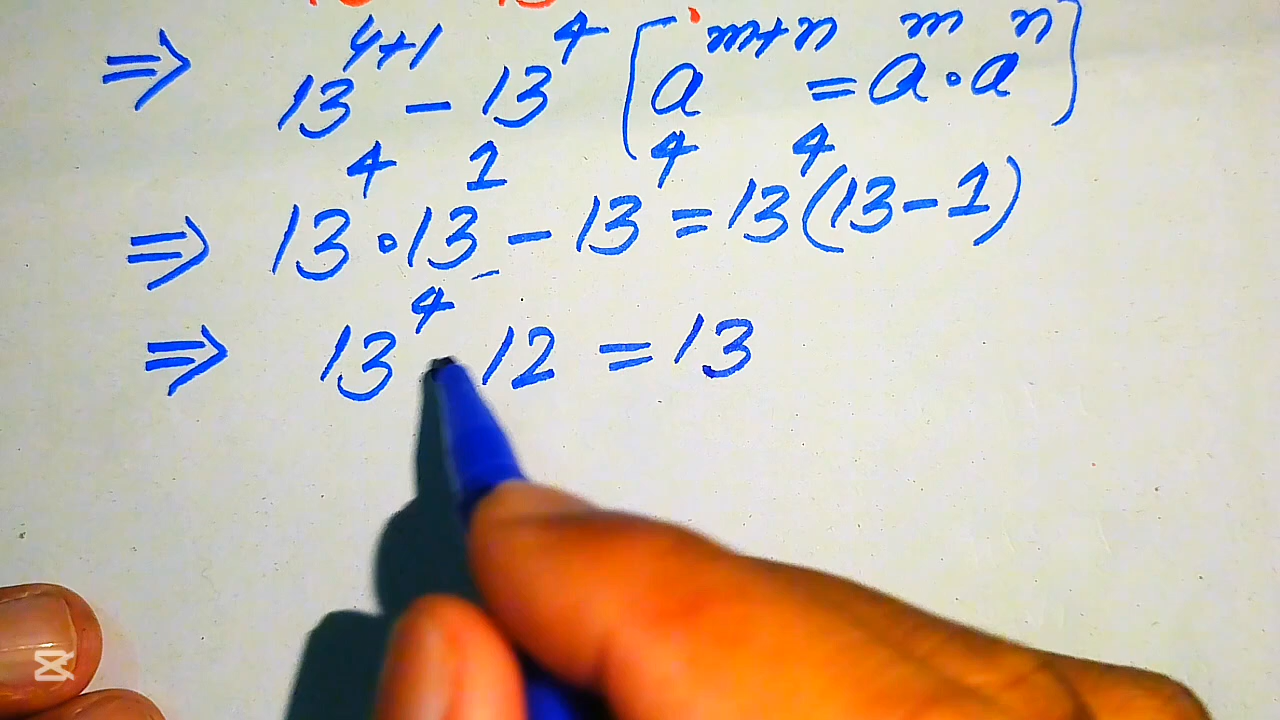 ⇒ 13^{4+1} - 13^4 [a^{m+n} = a^m · a^n]
⇒ 13^4 · 13^1 - 13^4 = 13^4(13 - 1)
⇒ 13^4 12 = 13